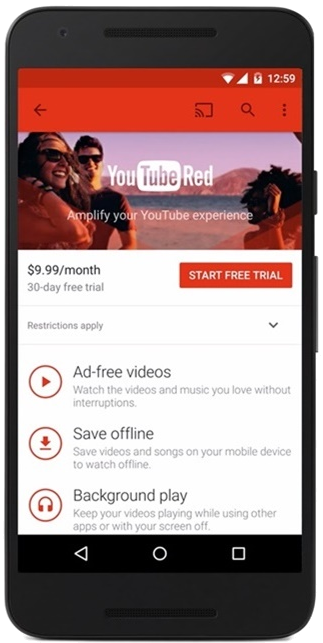 12:59
YouTube Red
Amplify your YouTube experience
$9.99/month
START FREE TRIAL
30-day free trial
Restrictions apply
Ad-free videos
Watch the videos and music you love without
interruptions.
Save offline
Save videos and songs on your mobile device
to watch offline.
Background play
Keep your videos playing while using other
apps or with your screen off.